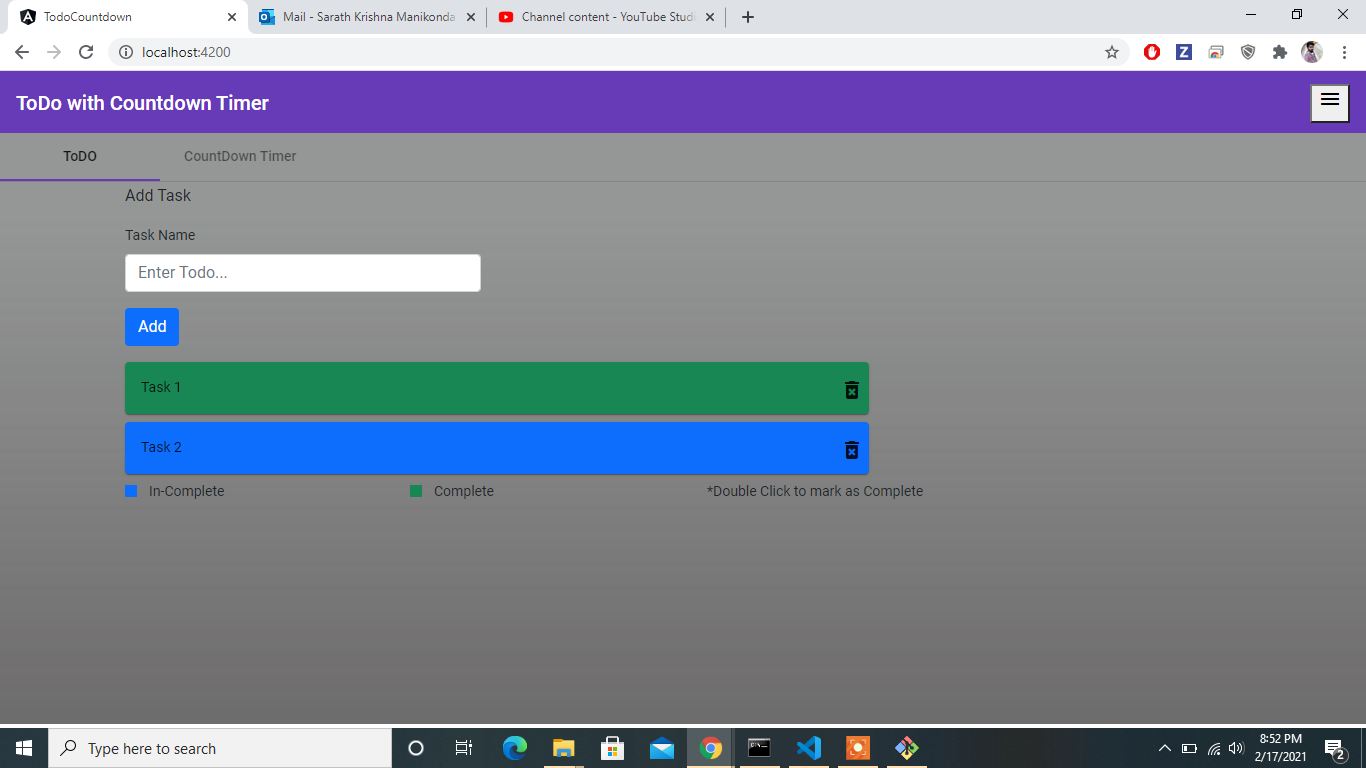 TodoCountdown
Mail - Sarath Krishna Manikonda
Channel content - YouTube Studi
localhost:4200
ToDo with Countdown Timer
ToDO
CountDown Timer
Add Task
Task Name
Enter Todo...
Add
Task 1
Task 2
In-Complete
Complete
*Double Click to mark as Complete
Type here to search
8:52 PM
2/17/2021
2